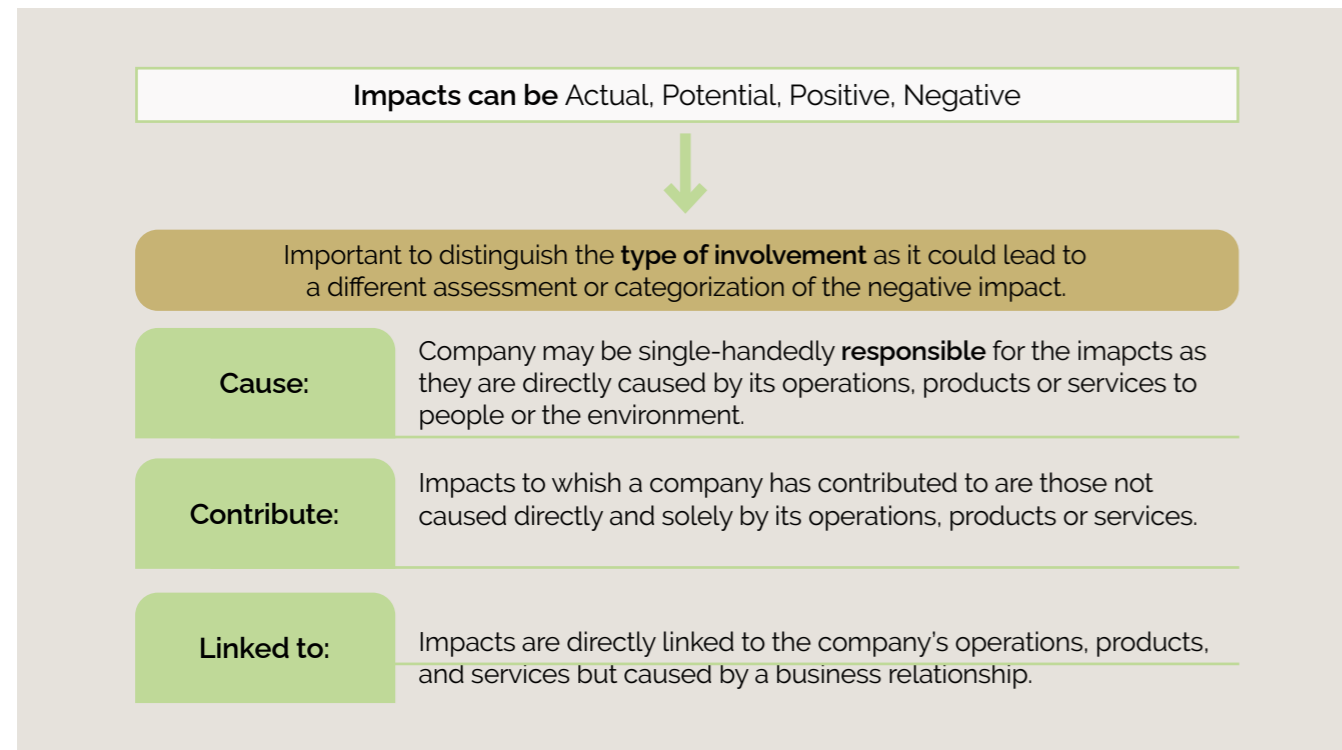 Impacts can be Actual, Potential, Positive, Negative
Important to distinguish the type of involvement as it could lead to
a different assessment or categorization of the negative impact.
Cause:
Company may be single-handedly responsible for the imapcts as
they are directly caused by its operations, products or services to
people or the environment.
Contribute:
Impacts to whish a company has contributed to are those not
caused directly and solely by its operations, products or services.
Linked to:
Impacts are directly linked to the company’s operations, products,
and services but caused by a business relationship.